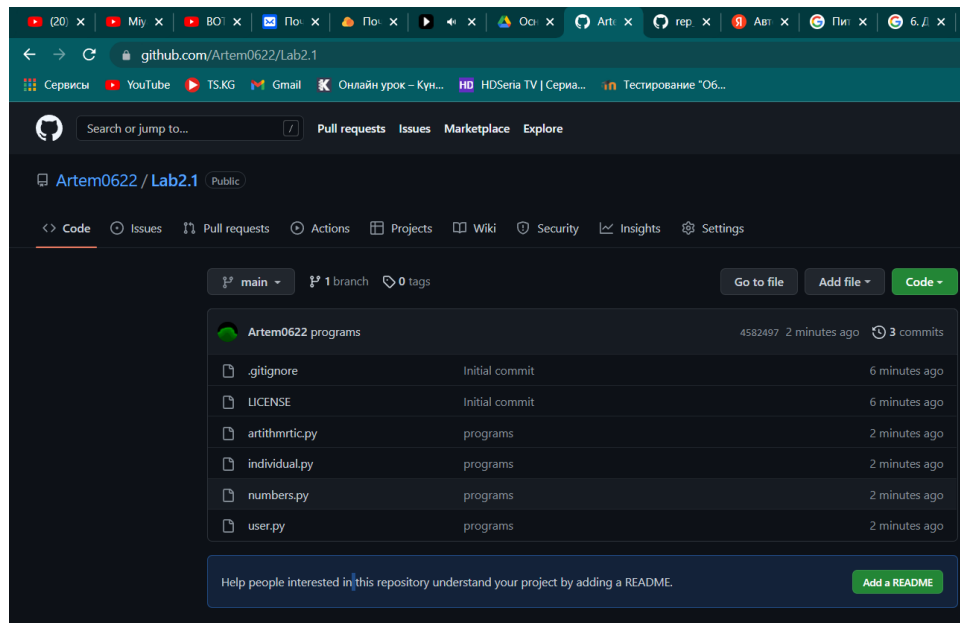 (20) Miy BOT Поч Поч Осн Arte rep_ Авт Пит 6. Д
github.com/Artem0622/Lab2.1
Сервисы YouTube TS.KG Gmail Онлайн урок – Күн... HD HDSeria TV | Сериа... Тестирование "Об...
Search or jump to... / Pull requests Issues Marketplace Explore
Artem0622 / Lab2.1 Public
<> Code Issues Pull requests Actions Projects Wiki Security Insights Settings
main 1 branch 0 tags Go to file Add file Code
Artem0622 programs 4582497 2 minutes ago 3 commits
.gitignore Initial commit 6 minutes ago
LICENSE Initial commit 6 minutes ago
artithmrtic.py programs 2 minutes ago
individual.py programs 2 minutes ago
numbers.py programs 2 minutes ago
user.py programs 2 minutes ago
Help people interested in this repository understand your project by adding a README. Add a README